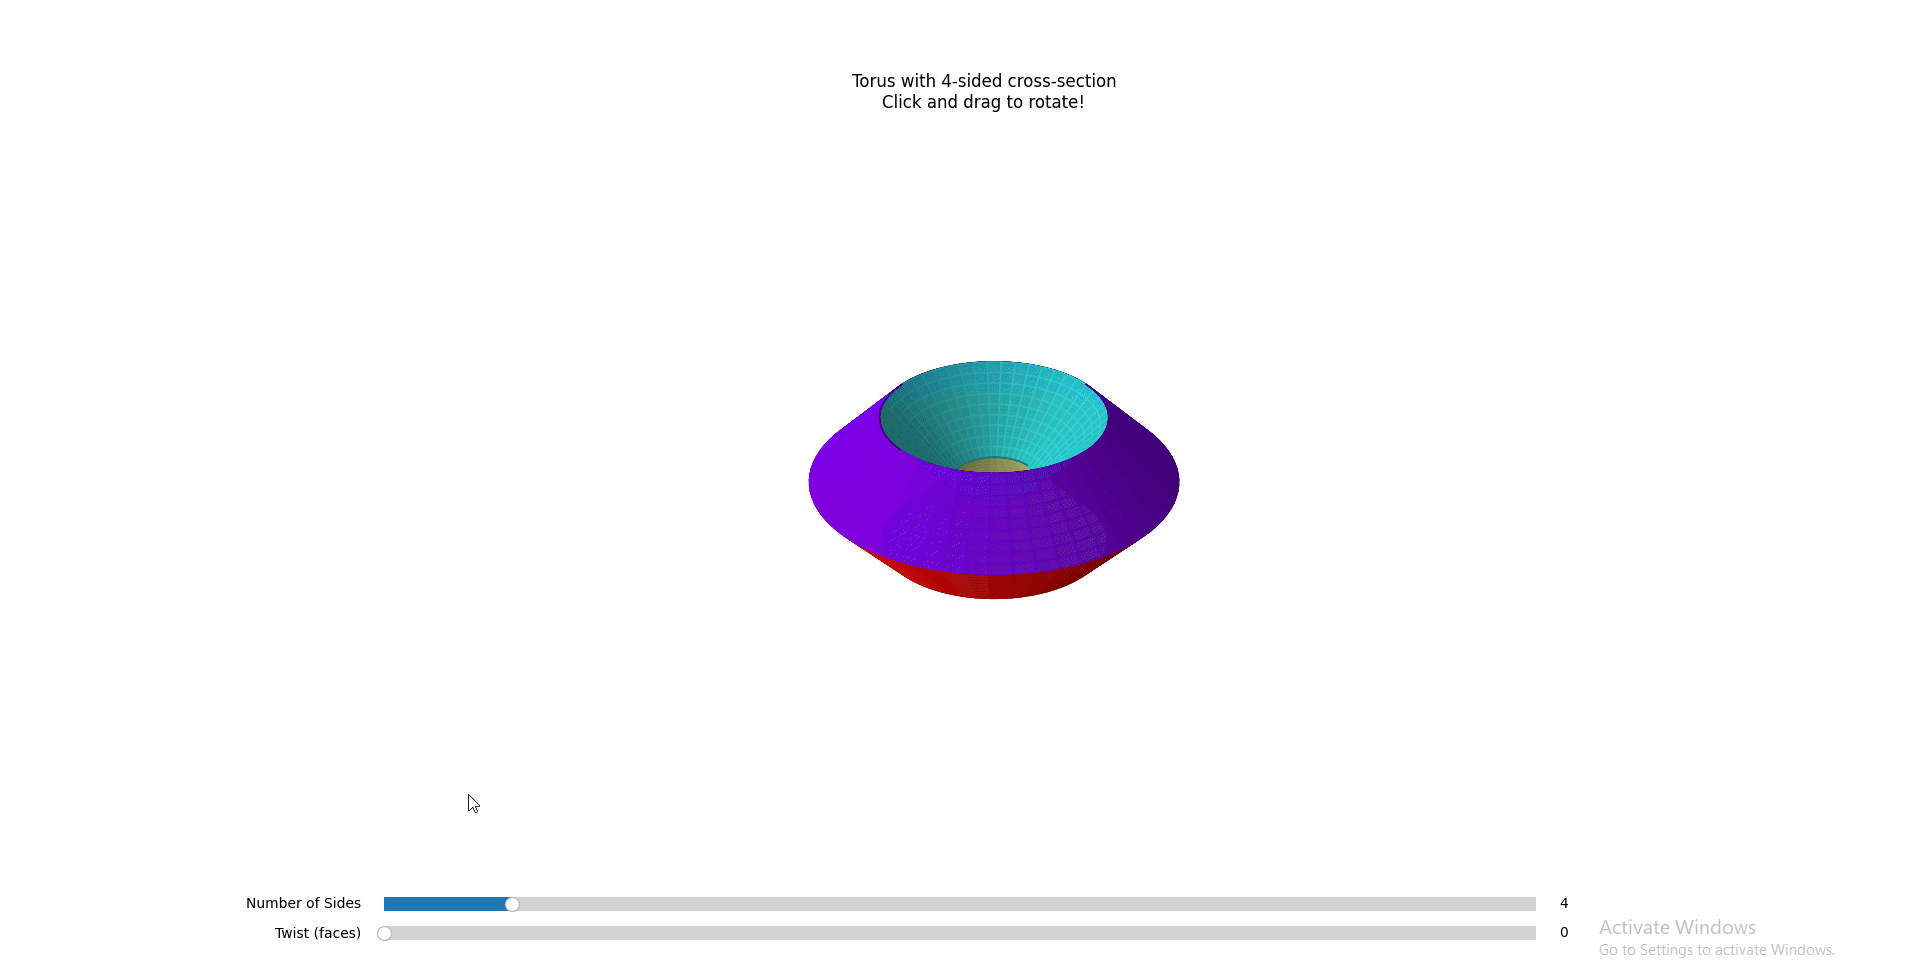 Torus with 4-sided cross-section
Click and drag to rotate!
Number of Sides 4
Twist (faces) 0
Activate Windows
Go to Settings to activate Windows.